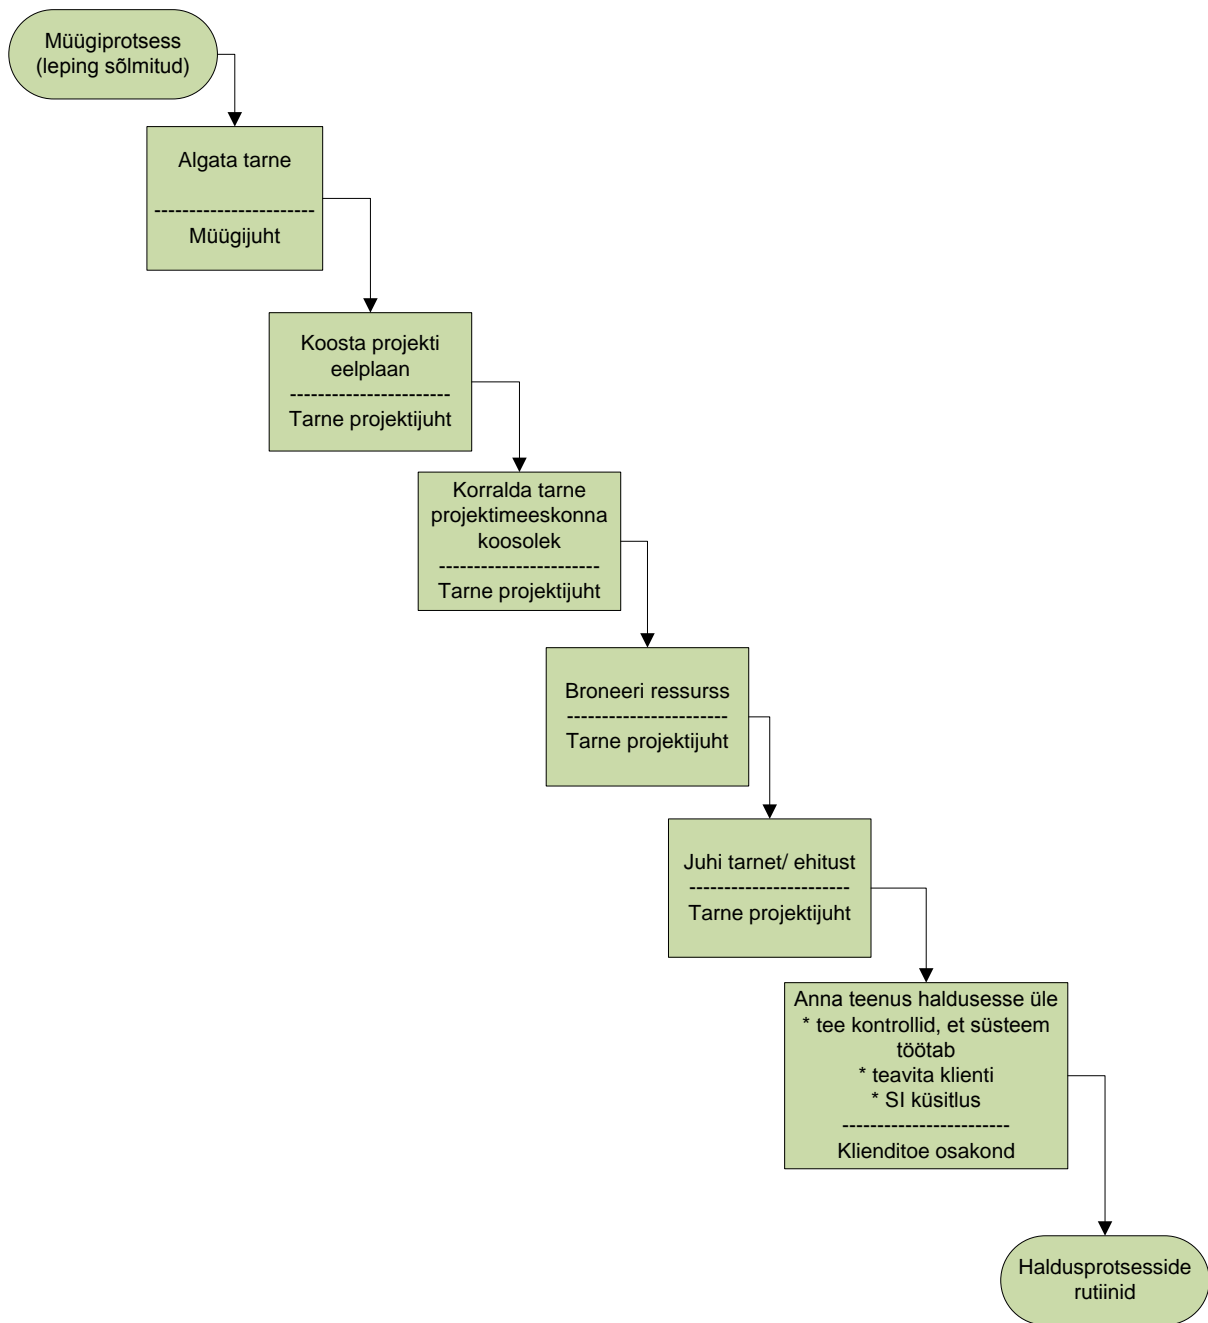 Müügiprotsess
(leping sõlmitud)
Algata tarne
-----------------------
Müügijuht
Koosta projekti
eelplaan
-----------------------
Tarne projektijuht
Korralda tarne
projektimeeskonna
koosolek
-----------------------
Tarne projektijuht
Broneeri ressurss
-----------------------
Tarne projektijuht
Juhi tarnet/ ehitust
-----------------------
Tarne projektijuht
Anna teenus haldusesse üle
* tee kontrollid, et süsteem
töötab
* teavita klienti
* SI küsitlus
------------------------
Klienditoe osakond
Haldusprotsesside
rutiinid